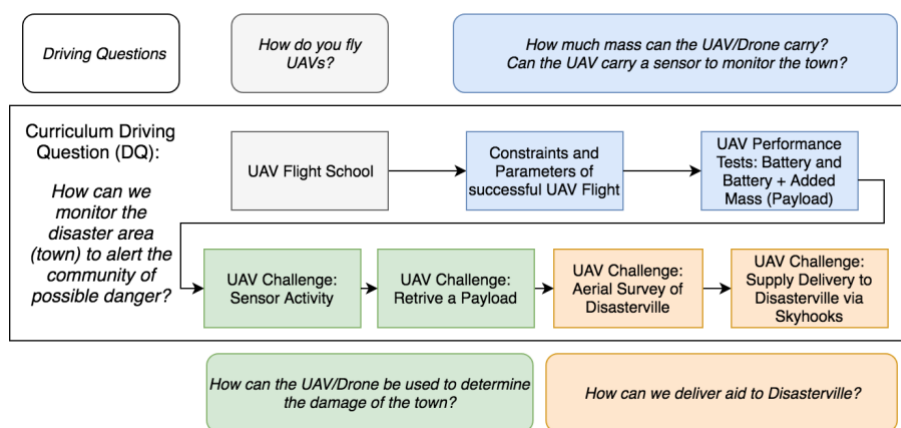 Driving Questions
How do you fly
UAVs?
How much mass can the UAV/Drone carry?
Can the UAV carry a sensor to monitor the town?
Curriculum Driving
Question (DQ):
How can we
monitor the
disaster area
(town) to alert the
community of
possible danger?
UAV Flight School
Constraints and
Parameters of
successful UAV Flight
UAV Performance
Tests: Battery and
Battery + Added
Mass (Payload)
UAV Challenge:
Sensor Activity
UAV Challenge:
Retrive a Payload
UAV Challenge:
Aerial Survey of
Disasterville
UAV Challenge:
Supply Delivery to
Disasterville via
Skyhooks
How can the UAV/Drone be used to determine
the damage of the town?
How can we deliver aid to Disasterville?